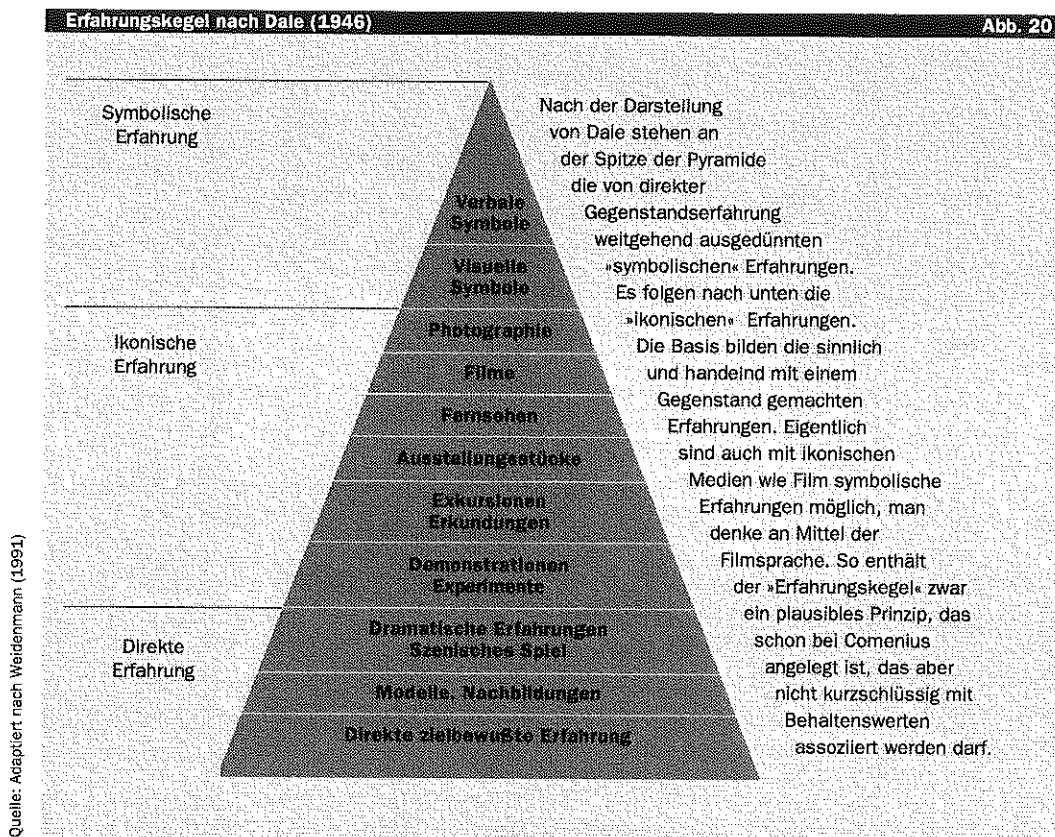 Erfahrungskegel nach Dale (1946)
Abb. 20
Symbolische
Erfahrung
Ikonische
Erfahrung
Direkte
Erfahrung
Verbale
Symbole
Visuelle
Symbole
Photographie
Filme
Fernsehen
Ausstellungsstücke
Exkursionen
Erkundungen
Demonstrationen
Experimente
Dramatische Erfahrungen
Szenisches Spiel
Modelle, Nachbildungen
Direkte zielbewußte Erfahrung
Nach der Darstellung
von Dale stehen an
der Spitze der Pyramide
die von direkter
Gegenstandserfahrung
weitgehend ausgedünnten
»symbolischen« Erfahrungen.
Es folgen nach unten die
»ikonischen« Erfahrungen.
Die Basis bilden die sinnlich
und handelnd mit einem
Gegenstand gemachten
Erfahrungen. Eigentlich
sind auch mit ikonischen
Medien wie Film symbolische
Erfahrungen möglich, man
denke an Mittel der
Filmsprache. So enthält
der »Erfahrungskegel« zwar
ein plausibles Prinzip, das
schon bei Comenius
angelegt ist, das aber
nicht kurzschlüssig mit
Behaltenswerten
assoziiert werden darf.
Quelle: Adaptiert nach Weidenmann (1991)